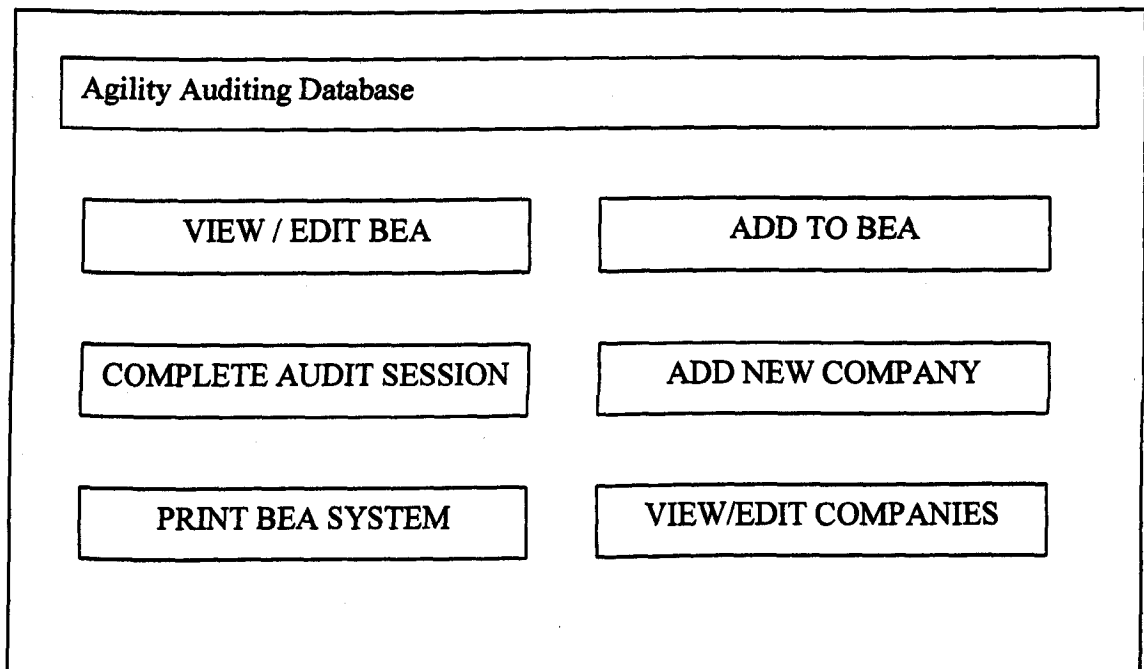 Agility Auditing Database
VIEW / EDIT BEA
ADD TO BEA
COMPLETE AUDIT SESSION
ADD NEW COMPANY
PRINT BEA SYSTEM
VIEW/EDIT COMPANIES